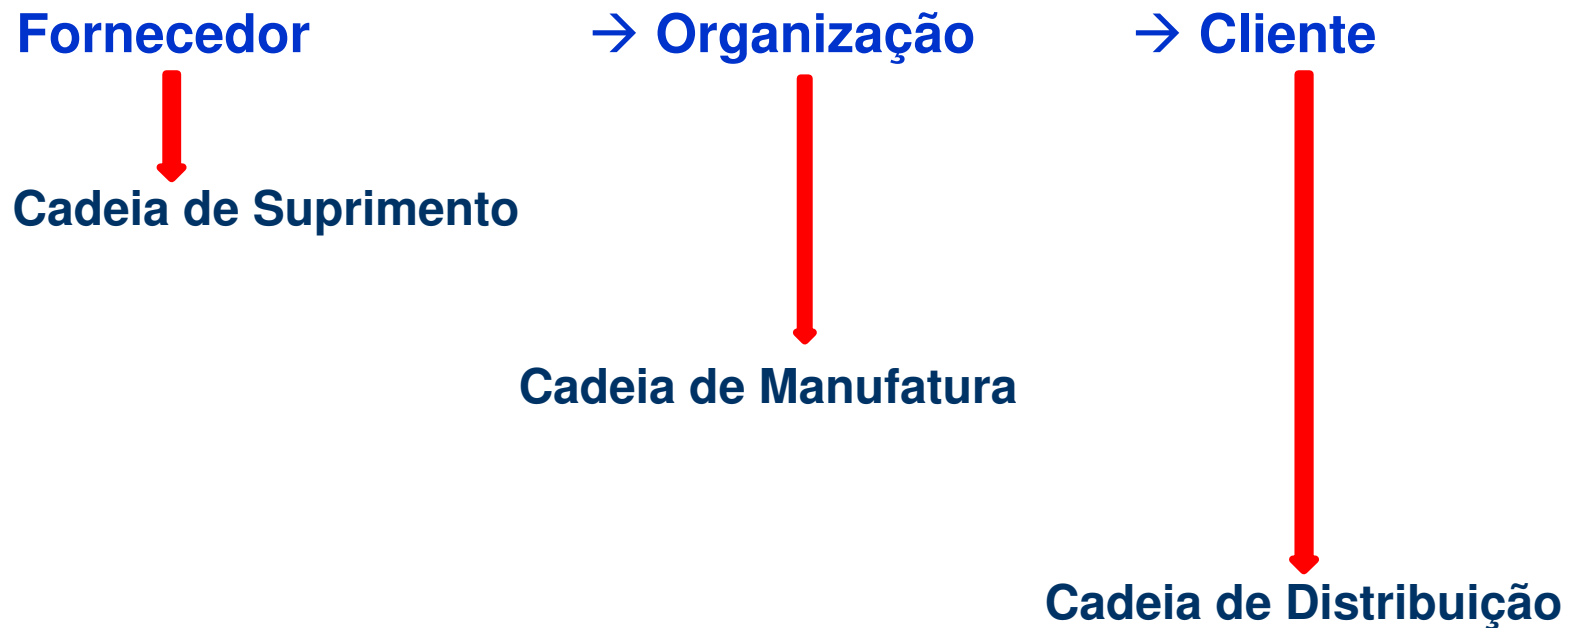 Fornecedor → Organização → Cliente
Cadeia de Suprimento
Cadeia de Manufatura
Cadeia de Distribuição